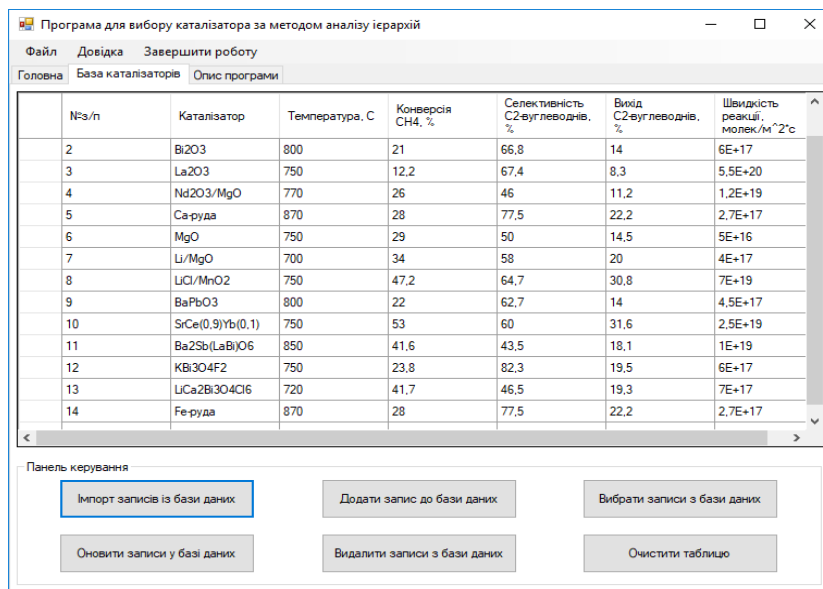 Програма для вибору каталізатора за методом аналізу ієрархій
Файл Довідка Завершити роботу
Головна База каталізаторів Опис програми
№з/п Каталізатор Температура, С Конверсія CH4, % Селективність С2-вуглеводнів, % Вихід С2-вуглеводнів, % Швидкість реакції, молек/м^2*с
2 Bi2O3 800 21 66,8 14 6E+17
3 La2O3 750 12,2 67,4 8,3 5,5E+20
4 Nd2O3/MgO 770 26 46 11,2 1,2E+19
5 Са-руда 870 28 77,5 22,2 2,7E+17
6 MgO 750 29 50 14,5 5E+16
7 Li/MgO 700 34 58 20 4E+17
8 LiCl/MnO2 750 47,2 64,7 30,8 7E+19
9 BaPbO3 800 22 62,7 14 4,5E+17
10 SrCe(0,9)Yb(0,1) 750 53 60 31,6 2,5E+19
11 Ba2Sb(LaBi)O6 850 41,6 43,5 18,1 1E+19
12 KBi3O4F2 750 23,8 82,3 19,5 6E+17
13 LiCa2Bi3O4Cl6 720 41,7 46,5 19,3 7E+17
14 Fe-руда 870 28 77,5 22,2 2,7E+17
Панель керування
Імпорт записів із бази даних Додати запис до бази даних Вибрати записи з бази даних
Оновити записи у базі даних Видалити записи з бази даних Очистити таблицю